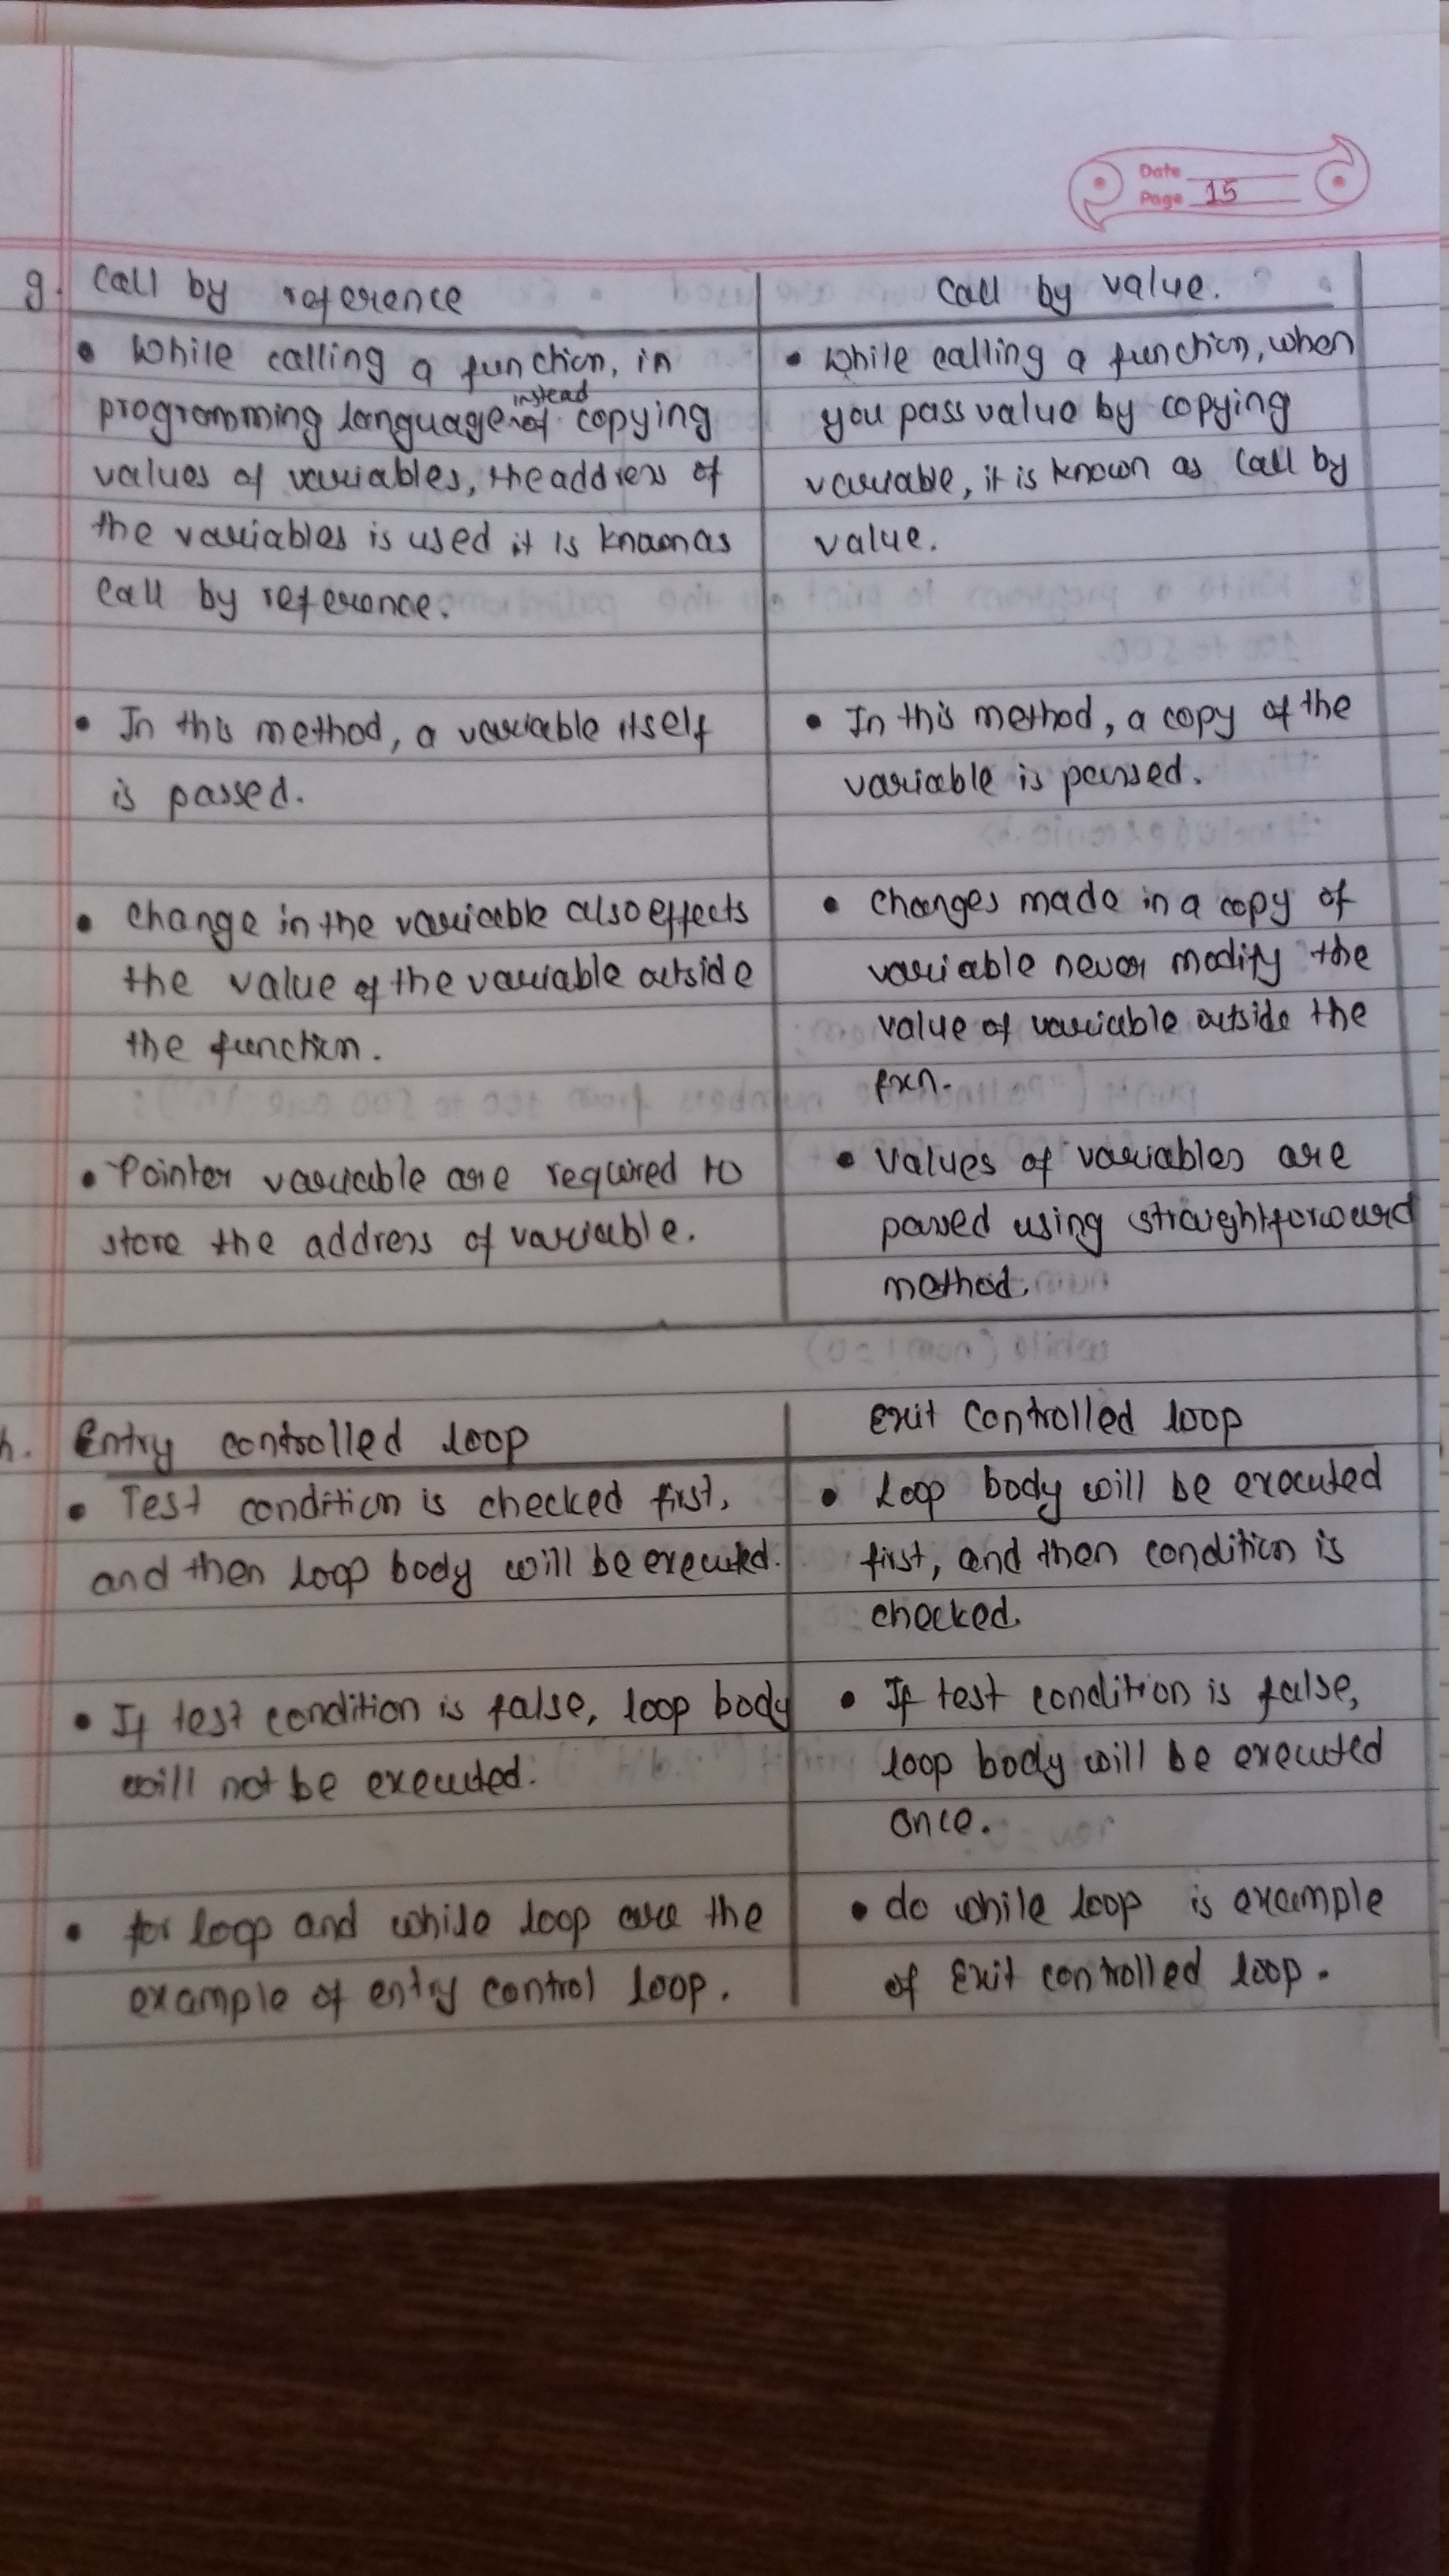 Date
Page 15
g. Call by reference
• While calling a function, in
programming language instead of copying
values of variables, the address of
the variables is used it is known as
call by reference.
• In this method, a variable itself
is passed.
• change in the variable also effects
the value of the variable outside
the function.
• Pointer variable are required to
store the address of variable.
Call by value.
• While calling a function, when
you pass value by copying
variable, it is known as Call by
value.
• In this method, a copy of the
variable is passed.
• changes made in a copy of
variable never modify the
value of variable outside the
fucn.
• values of variables are
passed using straightforward
method.
h. Entry controlled loop
• Test condition is checked first,
and then loop body will be executed.
• If test condition is false, loop body
will not be executed.
• for loop and while loop are the
example of entry control loop.
Exit controlled loop
• Loop body will be executed
first, and then condition is
checked.
• If test condition is false,
loop body will be executed
once.
• do while loop is example
of Exit controlled loop.